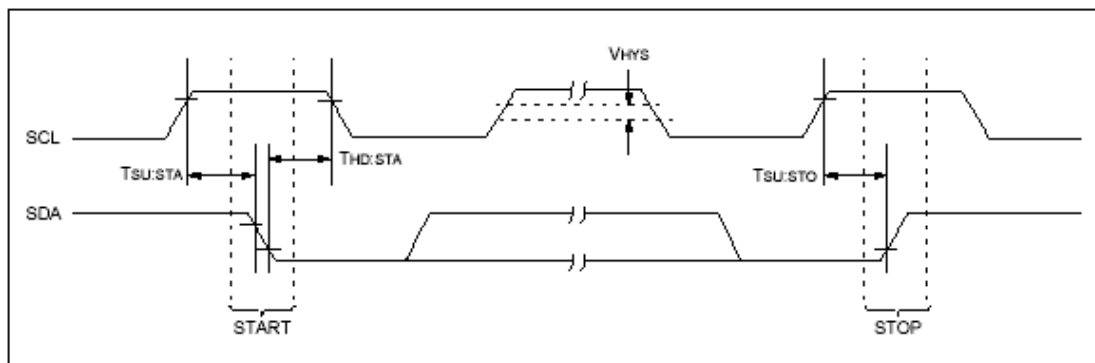 VHYS
SCL
TSU:STA
THD:STA
TSU:STO
SDA
START
STOP